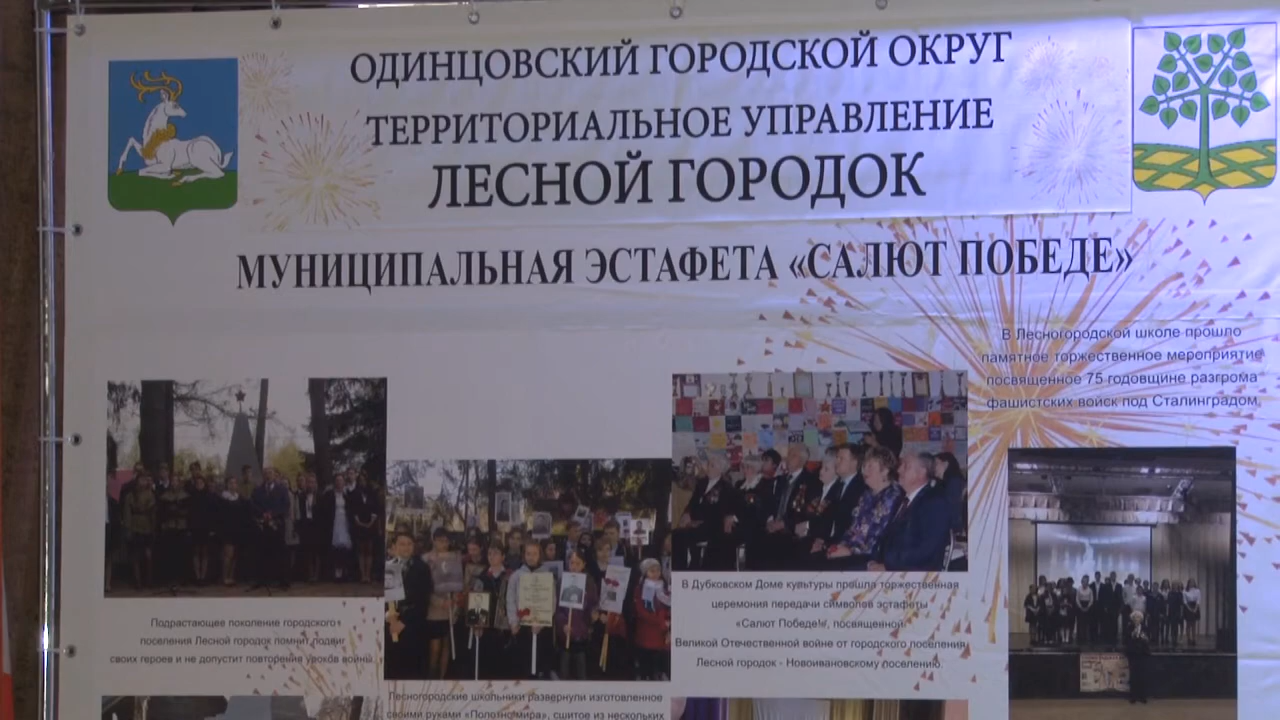 ОДИНЦОВСКИЙ ГОРОДСКОЙ ОКРУГ
ТЕРРИТОРИАЛЬНОЕ УПРАВЛЕНИЕ
ЛЕСНОЙ ГОРОДОК
МУНИЦИПАЛЬНАЯ ЭСТАФЕТА «САЛЮТ ПОБЕДЕ»
В Лесногородской школе прошло
памятное торжественное мероприятие
посвященное 75 годовщине разгрома
фашистских войск под Сталинградом.
Подрастающее поколение городского
поселения Лесной городок помнит подвиг
своих героев и не допустит повторения уроков войны.
В Дубковском Доме культуры прошла торжественная
церемония передачи символов эстафеты
«Салют Победе!», посвященной
Великой Отечественной войне от городского поселения
Лесной городок - Новоивановскому поселению.
Лесногородские школьники развернули изготовленное
своими руками «Полотно мира», сшитое из нескольких